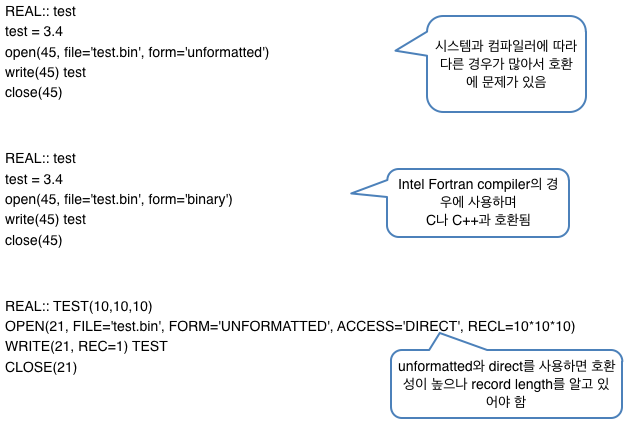 REAL:: test
test = 3.4
open(45, file='test.bin', form='unformatted')
write(45) test
close(45)
시스템과 컴파일러에 따라
다른 경우가 많아서 호환
에 문제가 있음
REAL:: test
test = 3.4
open(45, file='test.bin', form='binary')
write(45) test
close(45)
Intel Fortran compiler의 경
우에 사용하며
C나 C++과 호환됨
REAL:: TEST(10,10,10)
OPEN(21, FILE='test.bin', FORM='UNFORMATTED', ACCESS='DIRECT', RECL=10*10*10)
WRITE(21, REC=1) TEST
CLOSE(21)
unformatted와 direct를 사용하면 호환
성이 높으나 record length를 알고 있
어야 함